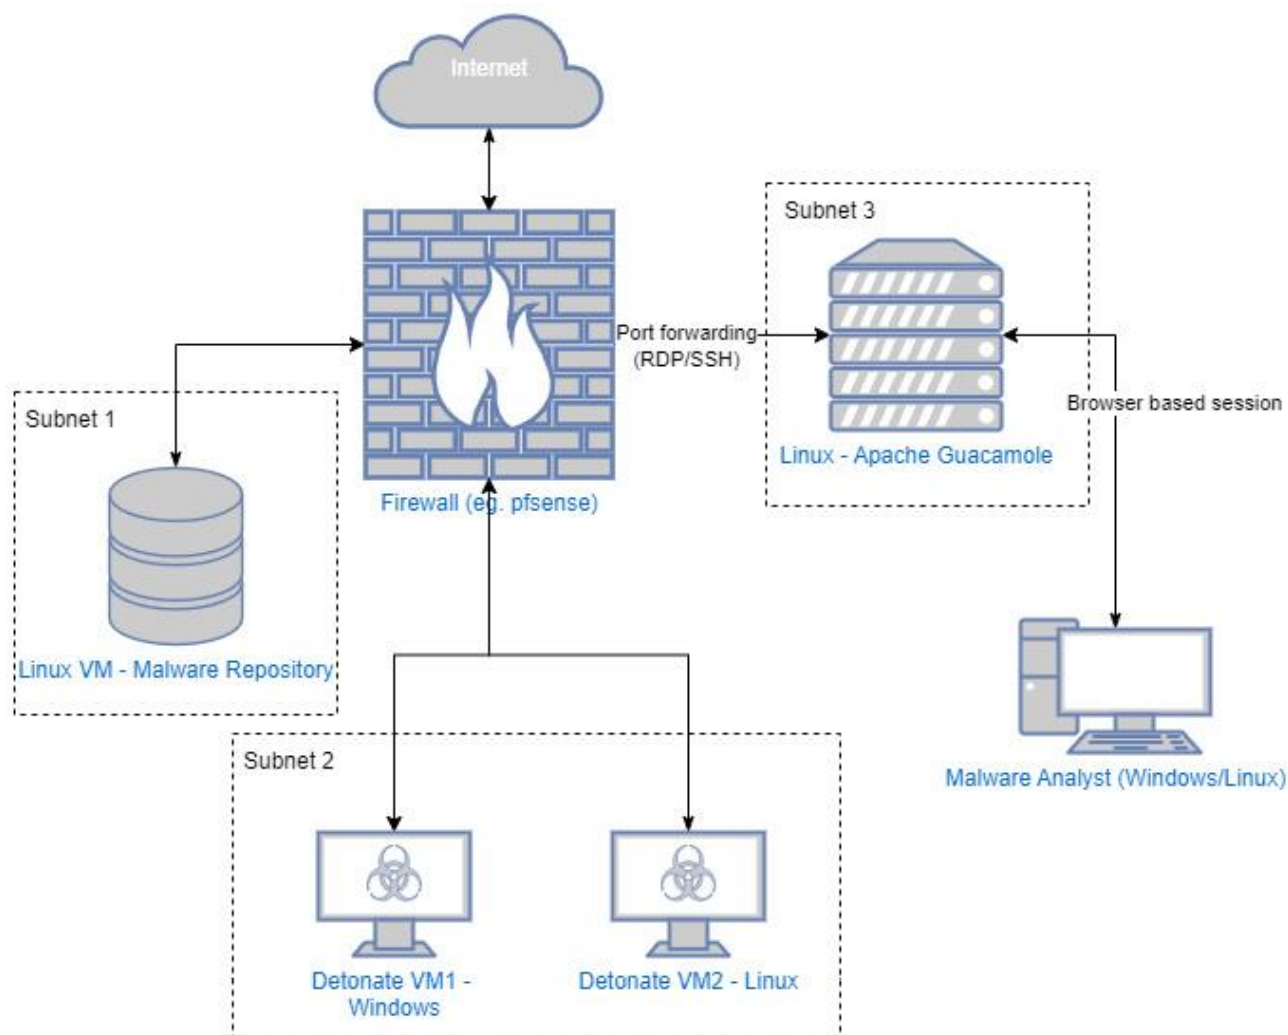 Internet
Subnet 3
Port forwarding
(RDP/SSH)
Browser based session
Subnet 1
Linux - Apache Guacamole
Firewall (eg. pfsense)
Linux VM - Malware Repository
Subnet 2
Malware Analyst (Windows/Linux)
Detonate VM1 -
Windows
Detonate VM2 - Linux